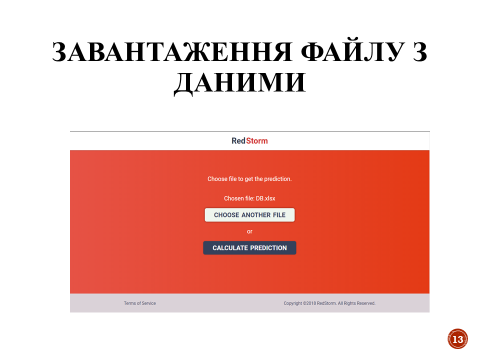 ЗАВАНТАЖЕННЯ ФАЙЛУ З
ДАНИМИ
RedStorm
Choose file to get the prediction.
Chosen file: DB.xlsx
CHOOSE ANOTHER FILE
or
CALCULATE PREDICTION
Terms of Service
Copyright ©2018 RedStorm. All Rights Reserved.
13